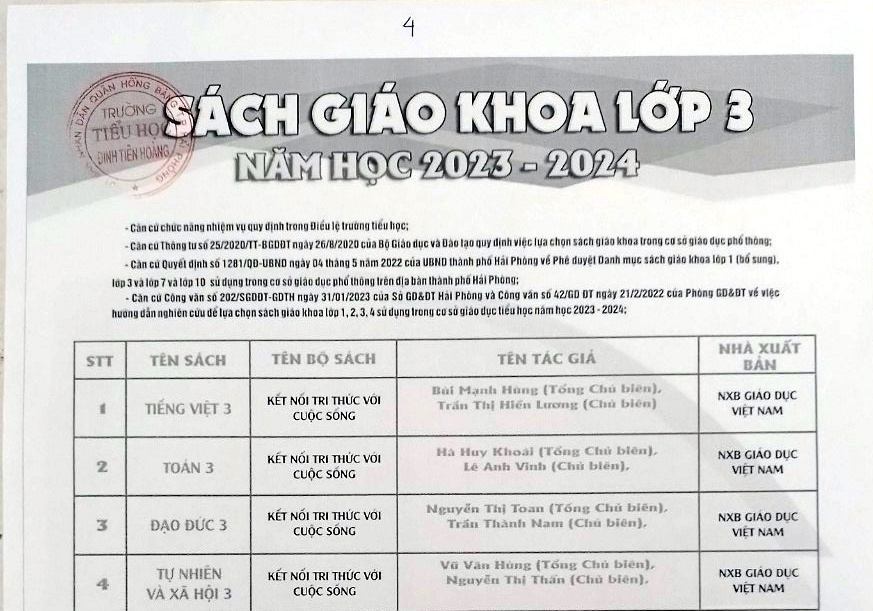 4
SÁCH GIÁO KHOA LỚP 3
NĂM HỌC 2023 - 2024
QUẬN HỒNG BÀNG
TRƯỜNG
TIỂU HỌC
ĐINH TIÊN HOÀNG
- Căn cứ chức năng nhiệm vụ quy định trong Điều lệ trường tiểu học;
- Căn cứ Thông tư số 25/2020/TT-BGDĐT ngày 26/8/2020 của Bộ Giáo dục và Đào tạo quy định việc lựa chọn sách giáo khoa trong cơ sở giáo dục phổ thông;
- Căn cứ Quyết định số 1281/QĐ-UBND ngày 04 tháng 5 năm 2022 của UBND thành phố Hải Phòng về Phê duyệt Danh mục sách giáo khoa lớp 1 (bổ sung),
lớp 3 và lớp 7 và lớp 10 sử dụng trong cơ sở giáo dục phổ thông trên địa bàn thành phố Hải Phòng;
- Căn cứ Công văn số 202/SGDĐT-GDTH ngày 31/01/2023 của Sở GD&ĐT Hải Phòng và Công văn số 42/GD ĐT ngày 21/2/2022 của Phòng GD&ĐT về việc
hướng dẫn nghiên cứu để lựa chọn sách giáo khoa lớp 1, 2, 3, 4 sử dụng trong cơ sở giáo dục tiểu học năm học 2023 - 2024;
STT TÊN SÁCH TÊN BỘ SÁCH TÊN TÁC GIẢ NHÀ XUẤT
BẢN
1 TIẾNG VIỆT 3 KẾT NỐI TRI THỨC VỚI
CUỘC SỐNG
Bùi Mạnh Hùng (Tổng Chủ biên),
Trần Thị Hiền Lương (Chủ biên)
NXB GIÁO DỤC
VIỆT NAM
2 TOÁN 3 KẾT NỐI TRI THỨC VỚI
CUỘC SỐNG
Hà Huy Khoái (Tổng Chủ biên),
Lê Anh Vinh (Chủ biên),
NXB GIÁO DỤC
VIỆT NAM
3 ĐẠO ĐỨC 3 KẾT NỐI TRI THỨC VỚI
CUỘC SỐNG
Nguyễn Thị Toan (Tổng Chủ biên),
Trần Thành Nam (Chủ biên),
NXB GIÁO DỤC
VIỆT NAM
4 TỰ NHIÊN
VÀ XÃ HỘI 3
KẾT NỐI TRI THỨC VỚI
CUỘC SỐNG
Vũ Văn Hùng (Tổng Chủ biên),
Nguyễn Thị Thấn (Chủ biên),
NXB GIÁO DỤC
VIỆT NAM